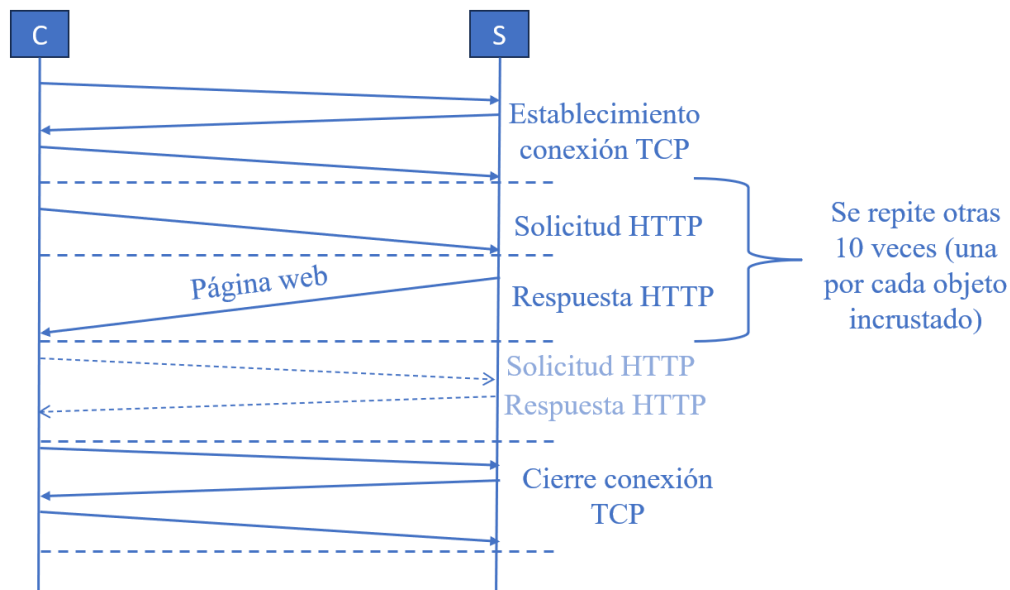 C
S
Establecimiento
conexión TCP
Solicitud HTTP
Página web
Respuesta HTTP
Se repite otras
10 veces (una
por cada objeto
incrustado)
Solicitud HTTP
Respuesta HTTP
Cierre conexión
TCP